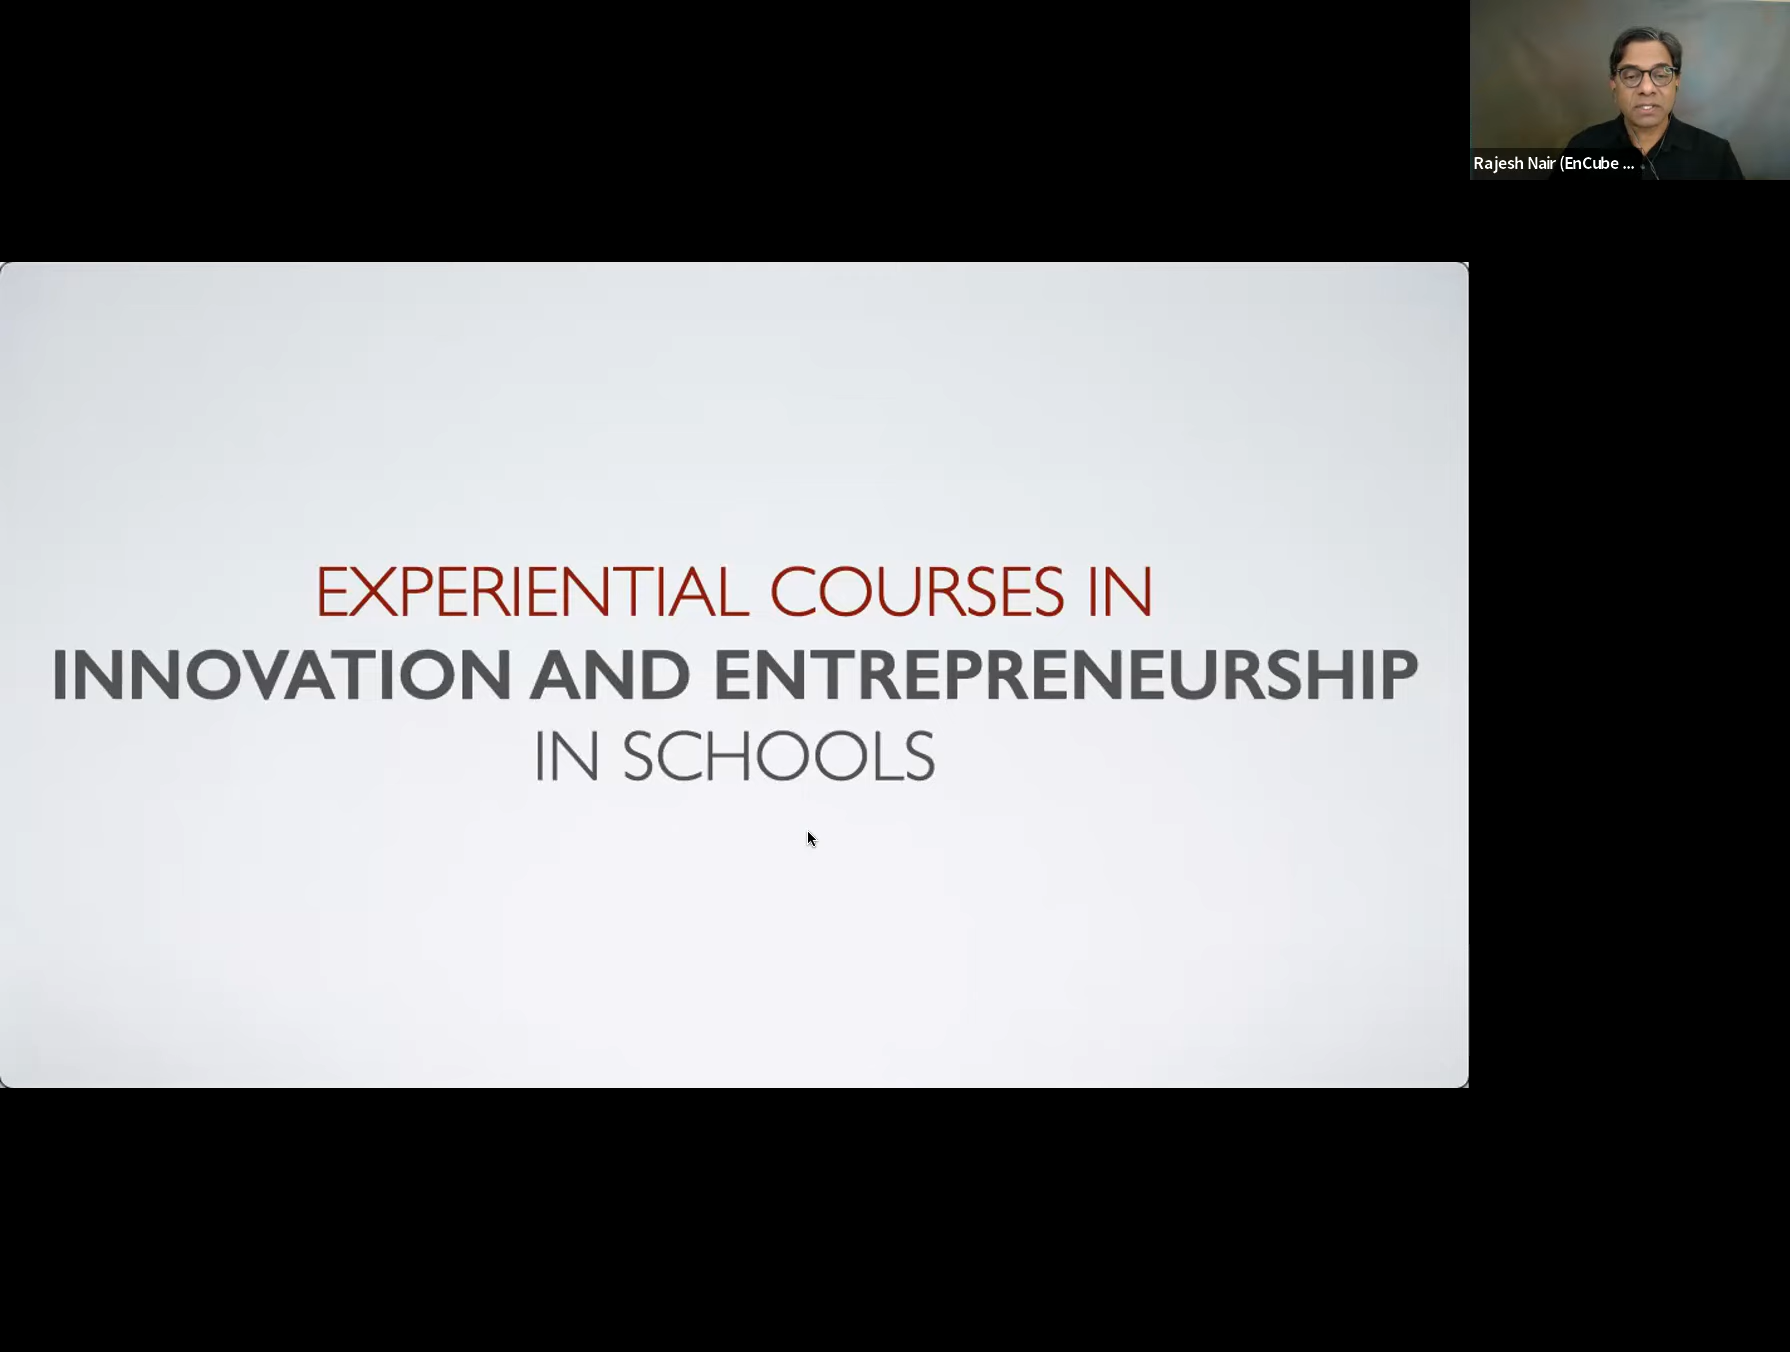 Rajesh Nair (EnCube ...
EXPERIENTIAL COURSES IN
INNOVATION AND ENTREPRENEURSHIP
IN SCHOOLS